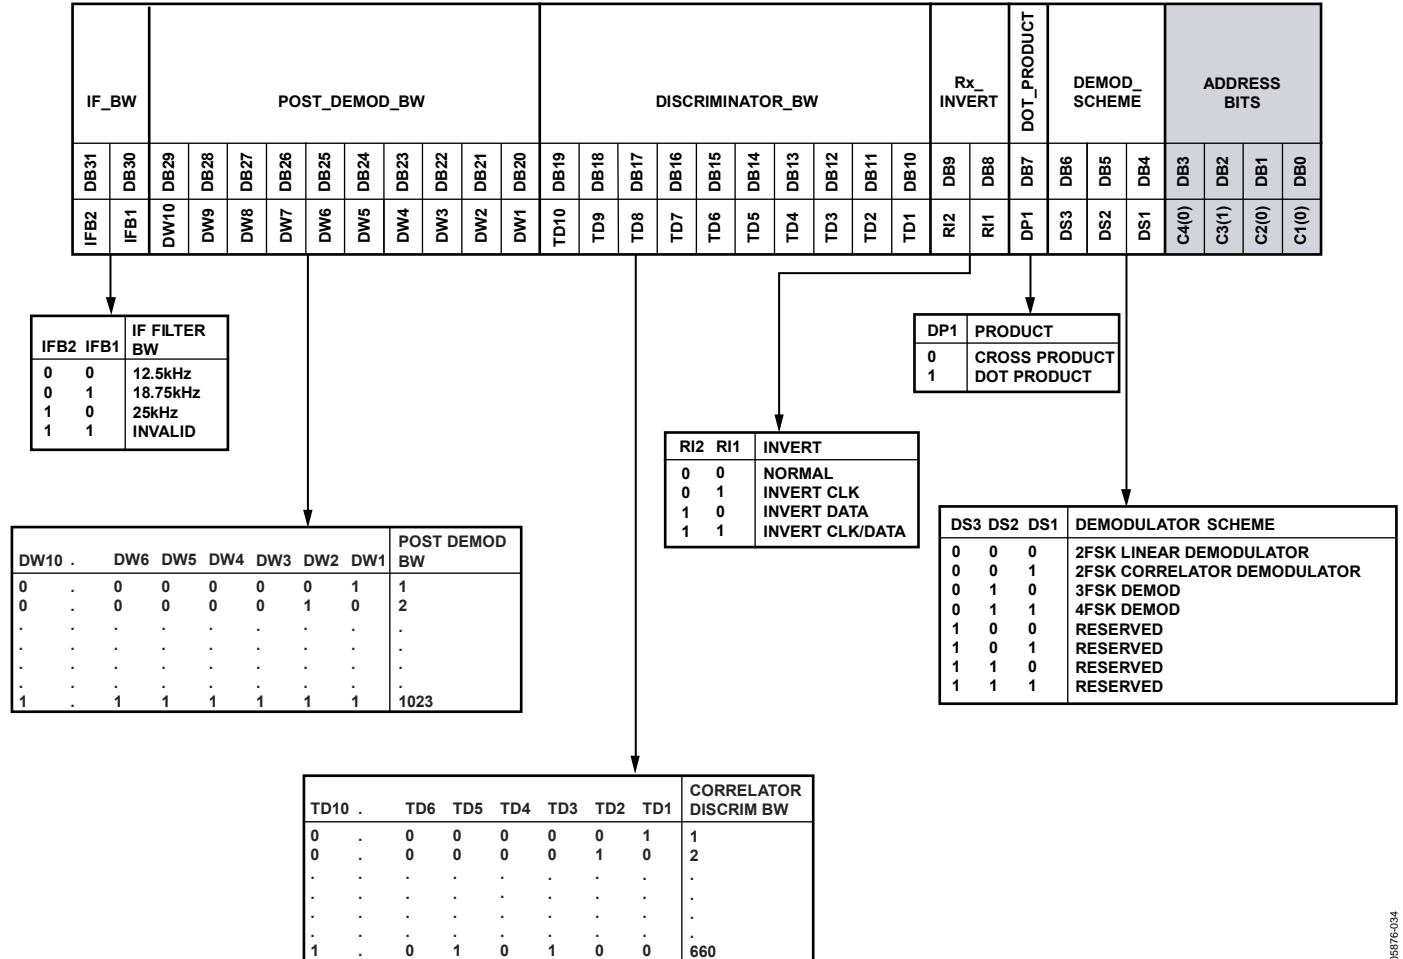 IF_BW POST_DEMOD_BW DISCRIMINATOR_BW Rx_ INVERT DOT_PRODUCT DEMOD_ SCHEME ADDRESS BITS
DB31 DB30 DB29 DB28 DB27 DB26 DB25 DB24 DB23 DB22 DB21 DB20 DB19 DB18 DB17 DB16 DB15 DB14 DB13 DB12 DB11 DB10 DB9 DB8 DB7 DB6 DB5 DB4 DB3 DB2 DB1 DB0
IFB2 IFB1 DW10 DW9 DW8 DW7 DW6 DW5 DW4 DW3 DW2 DW1 TD10 TD9 TD8 TD7 TD6 TD5 TD4 TD3 TD2 TD1 RI2 RI1 DP1 DS3 DS2 DS1 C4(0) C3(1) C2(0) C1(0)
IFB2 IFB1 IF FILTER BW
0 0 12.5kHz
0 1 18.75kHz
1 0 25kHz
1 1 INVALID
DP1 PRODUCT
0 CROSS PRODUCT
1 DOT PRODUCT
RI2 RI1 INVERT
0 0 NORMAL
0 1 INVERT CLK
1 0 INVERT DATA
1 1 INVERT CLK/DATA
DS3 DS2 DS1 DEMODULATOR SCHEME
0 0 0 2FSK LINEAR DEMODULATOR
0 0 1 2FSK CORRELATOR DEMODULATOR
0 1 0 3FSK DEMOD
0 1 1 4FSK DEMOD
1 0 0 RESERVED
1 0 1 RESERVED
1 1 0 RESERVED
1 1 1 RESERVED
DW10 . DW6 DW5 DW4 DW3 DW2 DW1 POST DEMOD BW
0 . 0 0 0 0 0 1 1
0 . 0 0 0 0 1 0 2
. . . . . . . . .
. . . . . . . . .
. . . . . . . . .
. . . . . . . . .
1 . 1 1 1 1 1 1 1023
TD10 . TD6 TD5 TD4 TD3 TD2 TD1 CORRELATOR DISCRIM BW
0 . 0 0 0 0 0 1 1
0 . 0 0 0 0 1 0 2
. . . . . . . . .
. . . . . . . . .
. . . . . . . . .
. . . . . . . . .
1 . 0 1 0 1 0 0 660
05876-034